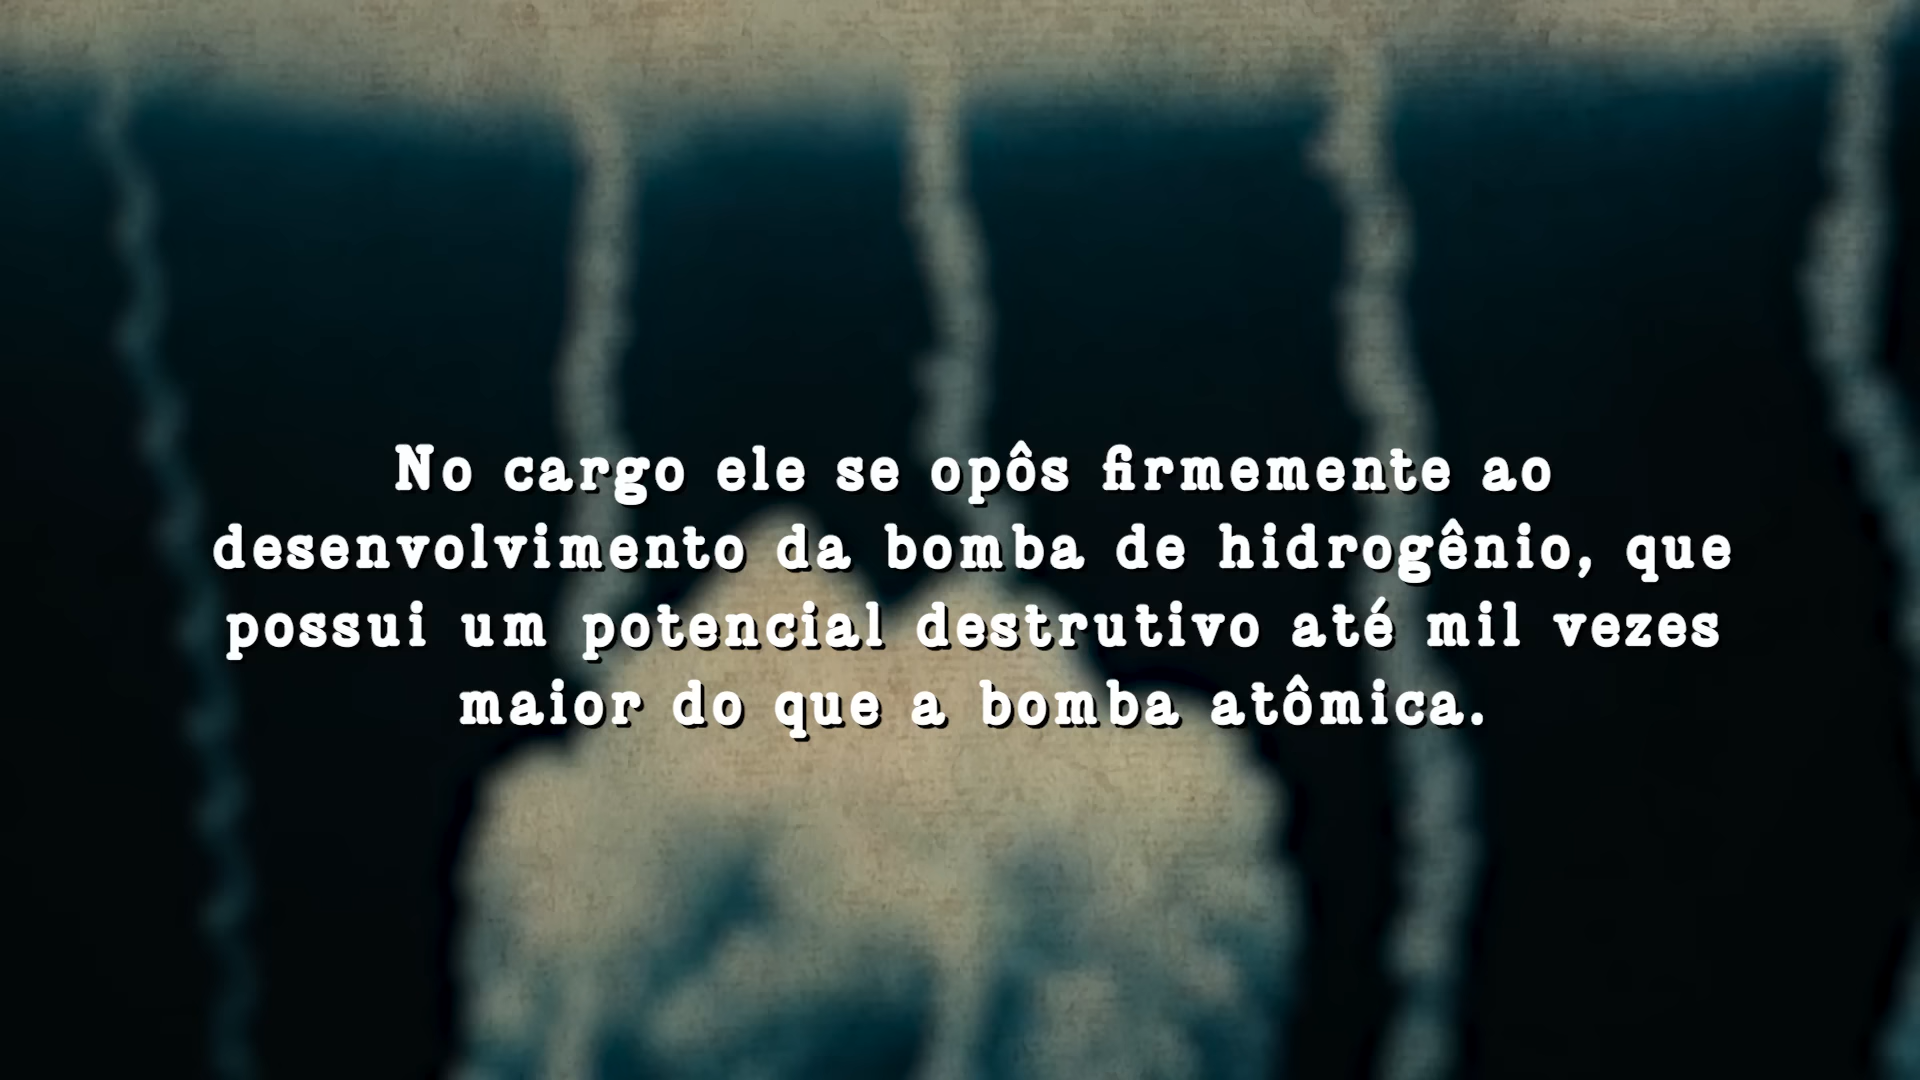 No cargo ele se opôs firmemente ao
desenvolvimento da bomba de hidrogênio, que
possui um potencial destrutivo até mil vezes
maior do que a bomba atômica.